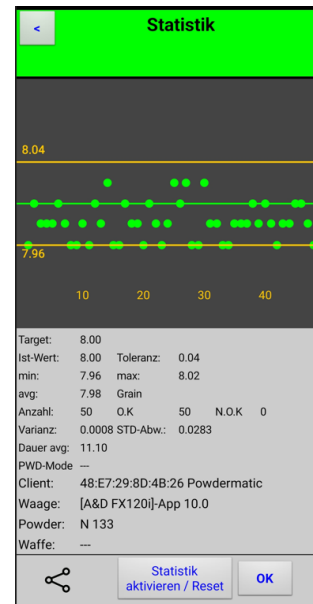 <
Statistik
8.04
7.96
10 20 30 40
Target: 8.00
Ist-Wert: 8.00 Toleranz: 0.04
min: 7.96 max: 8.02
avg: 7.98 Grain
Anzahl: 50 O.K 50 N.O.K 0
Varianz: 0.0008 STD-Abw.: 0.0283
Dauer avg: 11.10
PWD-Mode ---
Client: 48:E7:29:8D:4B:26 Powdermatic
Waage: [A&D FX120i]-App 10.0
Powder: N 133
Waffe: ---
Statistik
aktivieren / Reset
OK